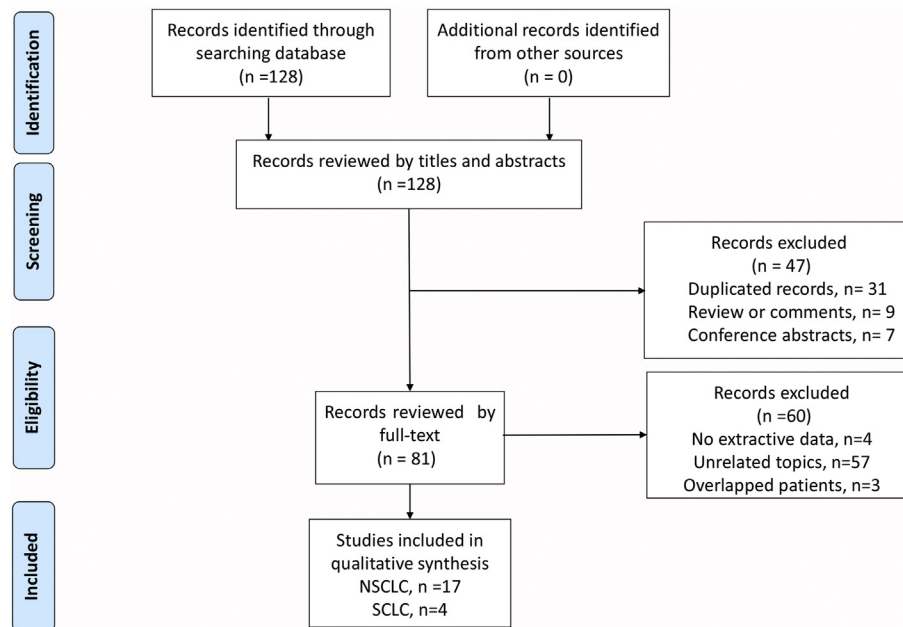 Identification
Records identified through
searching database
(n =128)
Additional records identified
from other sources
(n = 0)
Records reviewed by titles and abstracts
(n =128)
Screening
Records excluded
(n = 47)
Duplicated records, n= 31
Review or comments, n= 9
Conference abstracts, n= 7
Eligibility
Records reviewed by
full-text
(n = 81)
Records excluded
(n =60)
No extractive data, n=4
Unrelated topics, n=57
Overlapped patients, n=3
Included
Studies included in
qualitative synthesis
NSCLC, n =17
SCLC, n=4